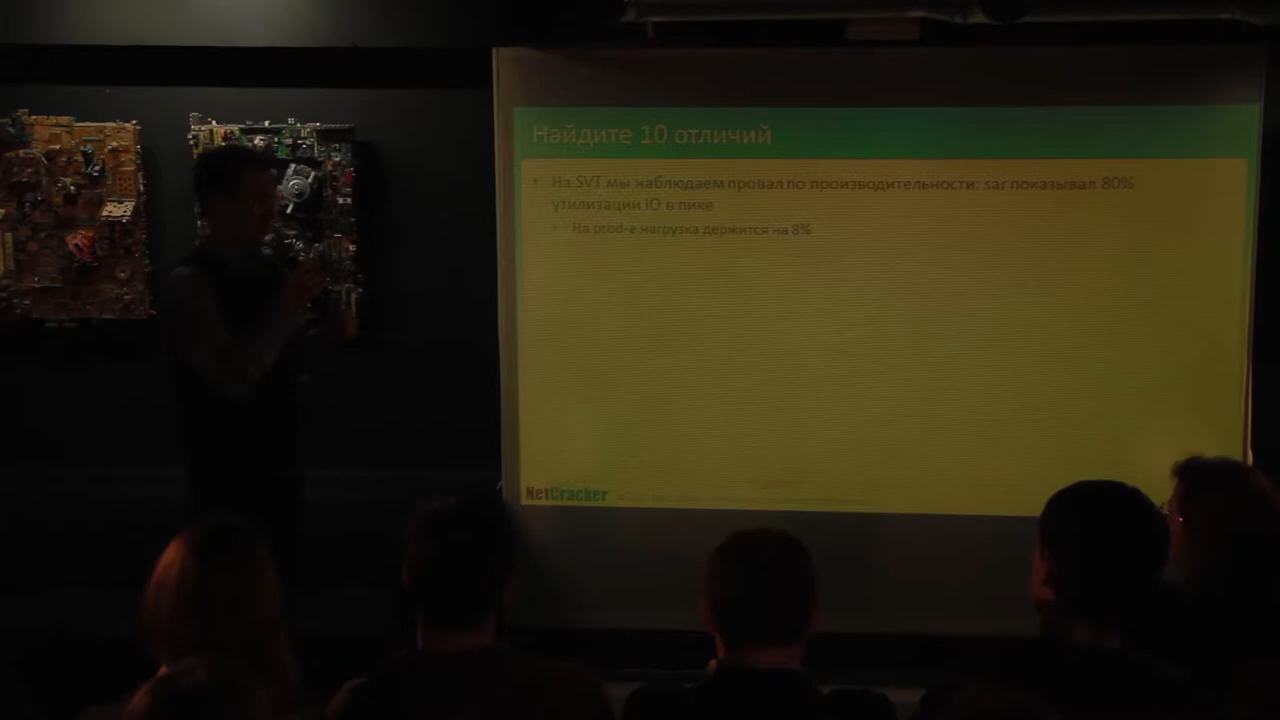 Найдите 10 отличий
На SVT мы наблюдаем провал по производительности: sar показывал 80%
утилизации IO в пике
На prod-е нагрузка держится на 8%
NetCracker